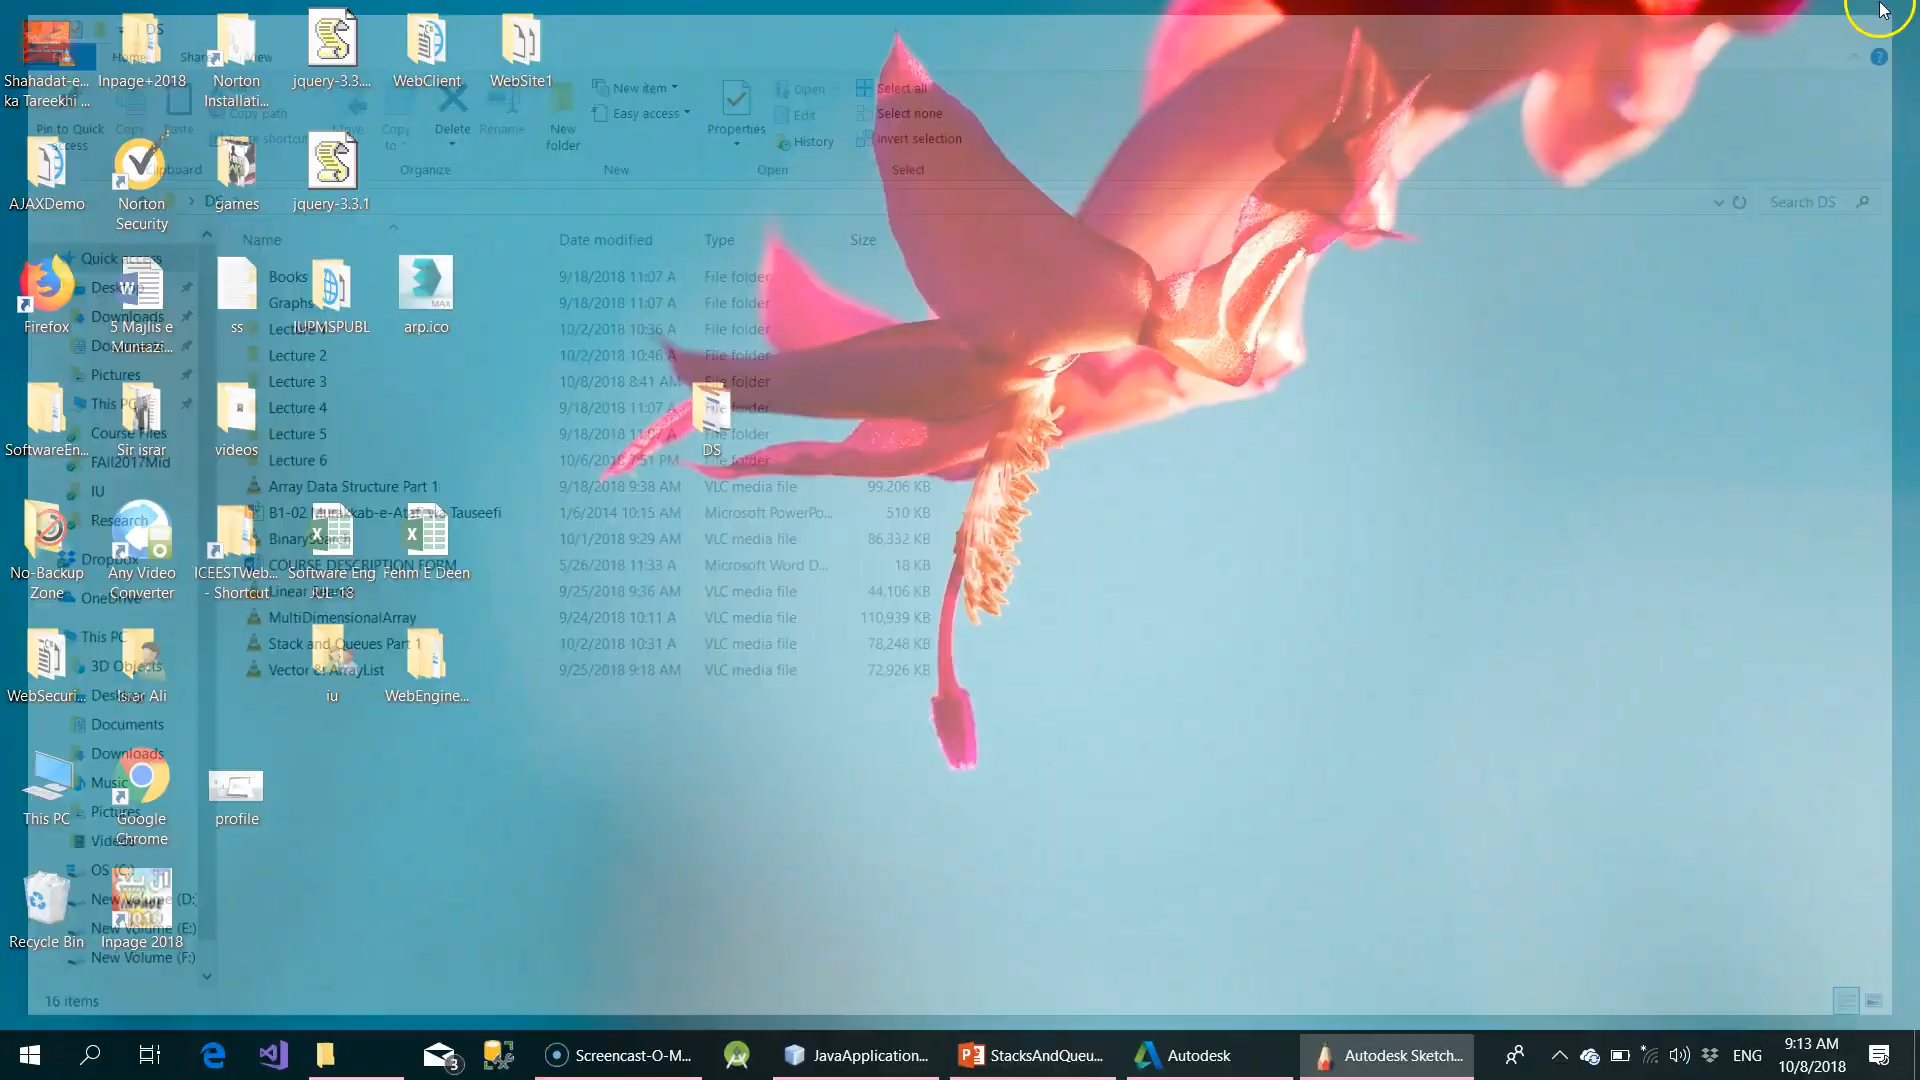 DS
Home
Share
View
New item
Easy access
Pin to Quick access
Copy
Paste
Copy path
Move
Copy to
Delete
Rename
New folder
Properties
Open
Edit
History
Select all
Select none
Invert selection
Clipboard
Organize
New
Open
Select
Search DS
Name
Date modified
Type
Size
Books
9/18/2018 11:07 A
File folder
Graphs
9/18/2018 11:07 A
File folder
10/2/2018 10:36 A
File folder
Lecture 2
10/2/2018 10:46 A
File folder
Lecture 3
10/8/2018 8:41 AM
File folder
Lecture 4
9/18/2018 11:07 A
File folder
Lecture 5
9/18/2018 11:07 A
File folder
Lecture 6
10/6/2018 7:51 PM
File folder
Array Data Structure Part 1
9/18/2018 9:38 AM
VLC media file
99,206 KB
B1-02 Murakkab-e-Atafi wa Tauseefi
1/6/2014 10:15 AM
Microsoft PowerPo...
510 KB
BinarySearch
10/1/2018 9:29 AM
VLC media file
86,332 KB
COURSE DESCRIPTION FORM
5/26/2018 11:33 A
Microsoft Word D...
18 KB
9/25/2018 9:36 AM
VLC media file
44,106 KB
MultiDimensionalArray
9/24/2018 10:11 A
VLC media file
110,939 KB
Stack and Queues Part 1
10/2/2018 10:31 A
VLC media file
78,248 KB
Vector & ArrayList
9/25/2018 9:18 AM
VLC media file
72,926 KB
Quick access
Desktop
Downloads
Documents
Pictures
This PC
Course Files
FAll2017Mid
IU
Research
Dropbox
OneDrive
This PC
3D Objects
Desktop
Documents
Downloads
Music
Pictures
Videos
OS (C:)
New Volume (D:)
New Volume (E:)
New Volume (F:)
16 items
Shahadat-e...
ka Tareekhi ...
Inpage+2018
Norton
Installati...
jquery-3.3....
WebClient
WebSite1
AJAXDemo
Norton
Security
games
jquery-3.3.1
Firefox
5 Majlis e
Muntazi...
ss
IUPMSPUBL
arp.ico
MAX
SoftwareEn...
Sir israr
videos
DS
No-Backup
Zone
Any Video
Converter
ICEESTWeb...
- Shortcut
Software Eng
JUL-18
Fehm E Deen
WebSecuri...
Israr Ali
iu
WebEngine...
This PC
Google
Chrome
profile
Recycle Bin
Inpage 2018
3
Screencast-O-M...
JavaApplication...
StacksAndQueu...
Autodesk
Autodesk Sketch...
ENG
9:13 AM
10/8/2018